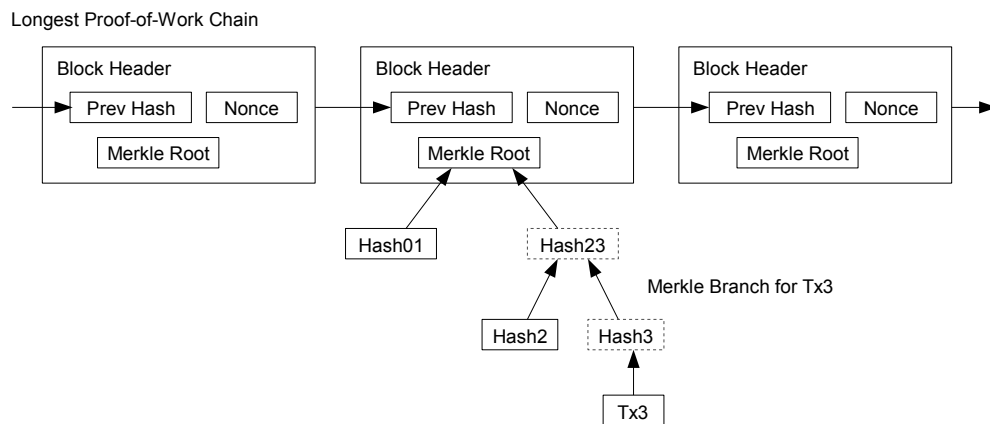 Longest Proof-of-Work Chain
Block Header Block Header Block Header
Prev Hash Nonce Prev Hash Nonce Prev Hash Nonce
Merkle Root Merkle Root Merkle Root
Hash01 Hash23
Merkle Branch for Tx3
Hash2 Hash3
Tx3